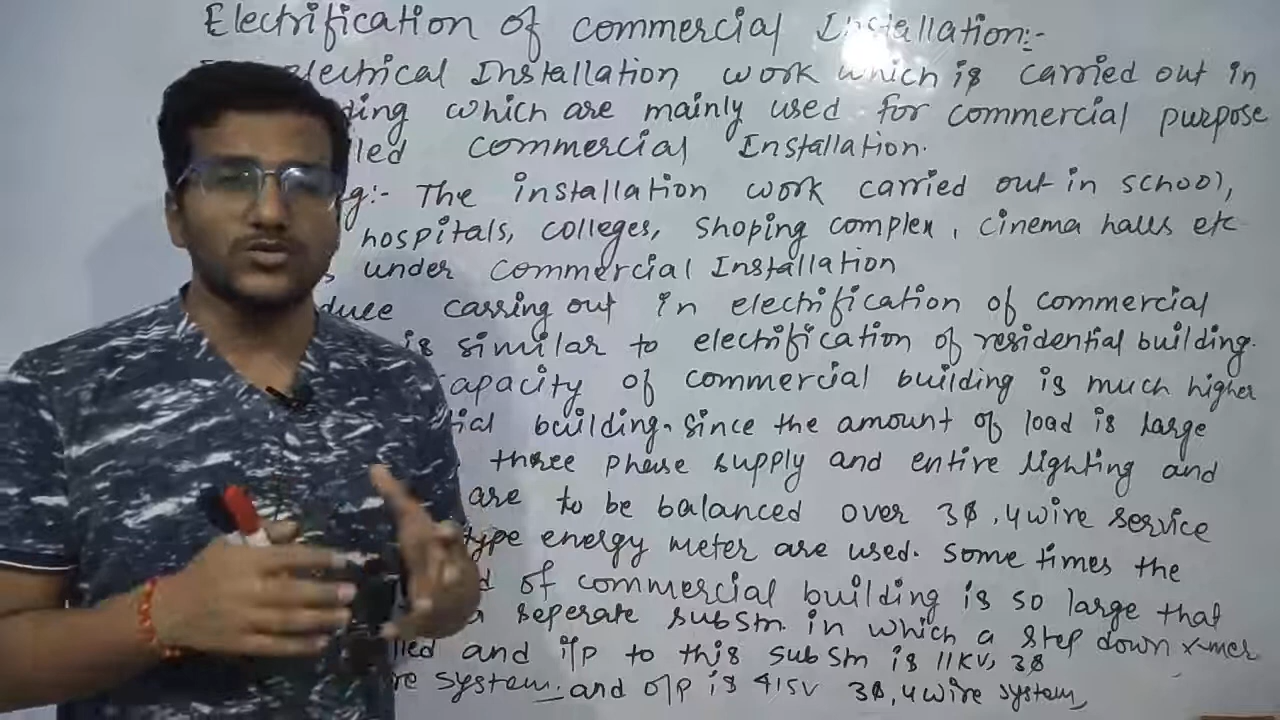 Electrification of commercial Installation:-
electrical Installation work which is carried out in
ding which are mainly used for commercial purpose
lled commercial Installation.
g:- The installation work carried out in school,
hospitals, colleges, shoping complex, cinema halls etc
under commercial Installation
duce carring out in electrification of commercial
is similar to electrification of residential building.
capacity of commercial building is much higher
tial building. Since the amount of load is large
three phase supply and entire lighting and
are to be balanced over 3ϕ, 4 wire service
type energy meter are used. Some times the
d of commercial building is so large that
a seperate substn. in which a step down x-mer
lled and i/p to this substn is 11KV, 3ϕ
re system. and o/p is 415V 3ϕ, 4 wire system,